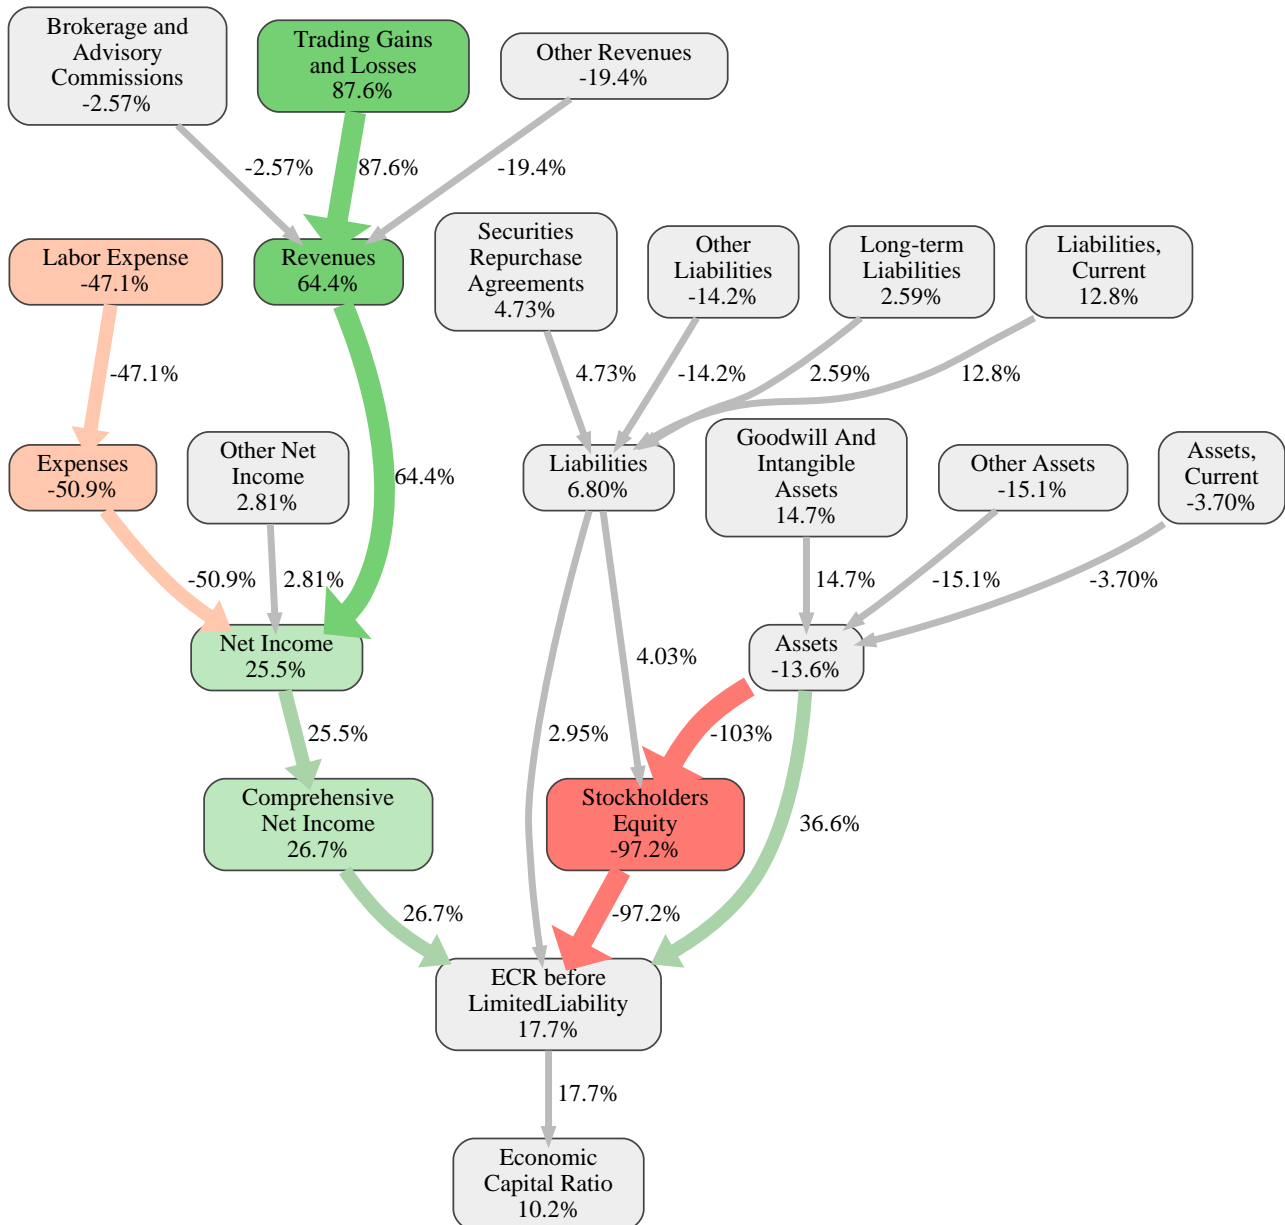 Brokerage and
Advisory
Commissions
-2.57%
Trading Gains
and Losses
87.6%
Other Revenues
-19.4%
-2.57%
87.6%
-19.4%
Labor Expense
-47.1%
Revenues
64.4%
Securities
Repurchase
Agreements
4.73%
Other
Liabilities
-14.2%
Long-term
Liabilities
2.59%
Liabilities,
Current
12.8%
-47.1%
4.73%
-14.2%
2.59%
12.8%
Expenses
-50.9%
Other Net
Income
2.81%
64.4%
Liabilities
6.80%
Goodwill And
Intangible
Assets
14.7%
Other Assets
-15.1%
Assets,
Current
-3.70%
-50.9%
2.81%
14.7%
-15.1%
-3.70%
Net Income
25.5%
4.03%
Assets
-13.6%
25.5%
2.95%
-103%
Comprehensive
Net Income
26.7%
Stockholders
Equity
-97.2%
36.6%
26.7%
-97.2%
ECR before
LimitedLiability
17.7%
17.7%
Economic
Capital Ratio
10.2%